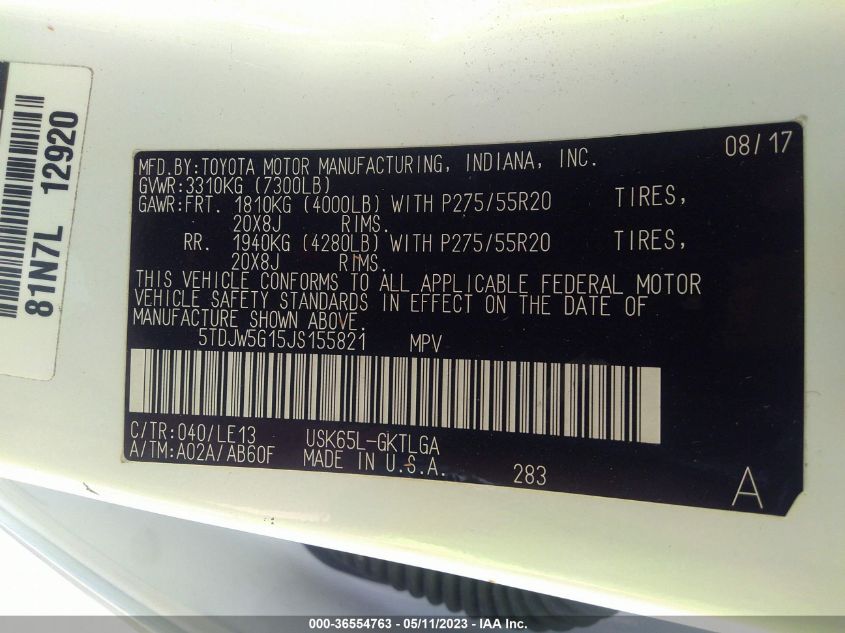 81N7L 12920
MFD.BY:TOYOTA MOTOR MANUFACTURING, INDIANA, INC. 08/17
GVWR:3310KG (7300LB)
GAWR:FRT. 1810KG (4000LB) WITH P275/55R20 TIRES,
20X8J RIMS.
RR. 1940KG (4280LB) WITH P275/55R20 TIRES,
20X8J RIMS.
THIS VEHICLE CONFORMS TO ALL APPLICABLE FEDERAL MOTOR
VEHICLE SAFETY STANDARDS IN EFFECT ON THE DATE OF
MANUFACTURE SHOWN ABOVE.
5TDJW5G15JS155821 MPV
C/TR:040/LE13 USK65L-GKTLGA
A/TM:A02A/AB60F MADE IN U.S.A. 283 A
000-36554763 - 05/11/2023 - IAA Inc.